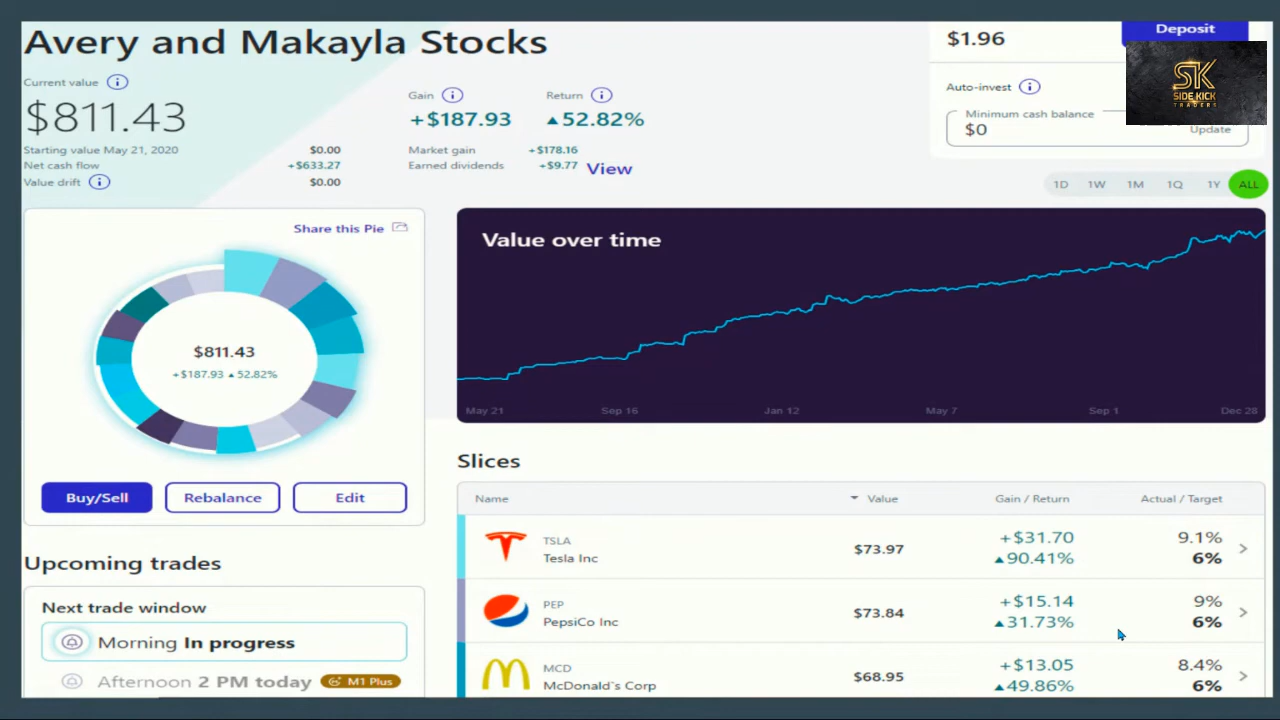 Avery and Makayla Stocks
Current value
$811.43
Starting value May 21, 2020 $0.00
Net cash flow +$633.27
Value drift $0.00
Gain
+$187.93
Return
▲52.82%
Market gain +$178.16
Earned dividends +$9.77 View
$1.96
Deposit
Auto-invest
Minimum cash balance
$0
Update
SK
SIDE KICK
TRADERS
1D 1W 1M 1Q 1Y ALL
Share this Pie
$811.43
+$187.93 ▲52.82%
Buy/Sell Rebalance Edit
Value over time
May 21 Sep 16 Jan 12 May 7 Sep 1 Dec 28
Upcoming trades
Next trade window
Morning In progress
Afternoon 2 PM today M1 Plus
Slices
Name Value Gain / Return Actual / Target
TSLA
Tesla Inc
$73.97
+$31.70
▲90.41%
9.1%
6%
PEP
PepsiCo Inc
$73.84
+$15.14
▲31.73%
9%
6%
MCD
McDonald's Corp
$68.95
+$13.05
▲49.86%
8.4%
6%